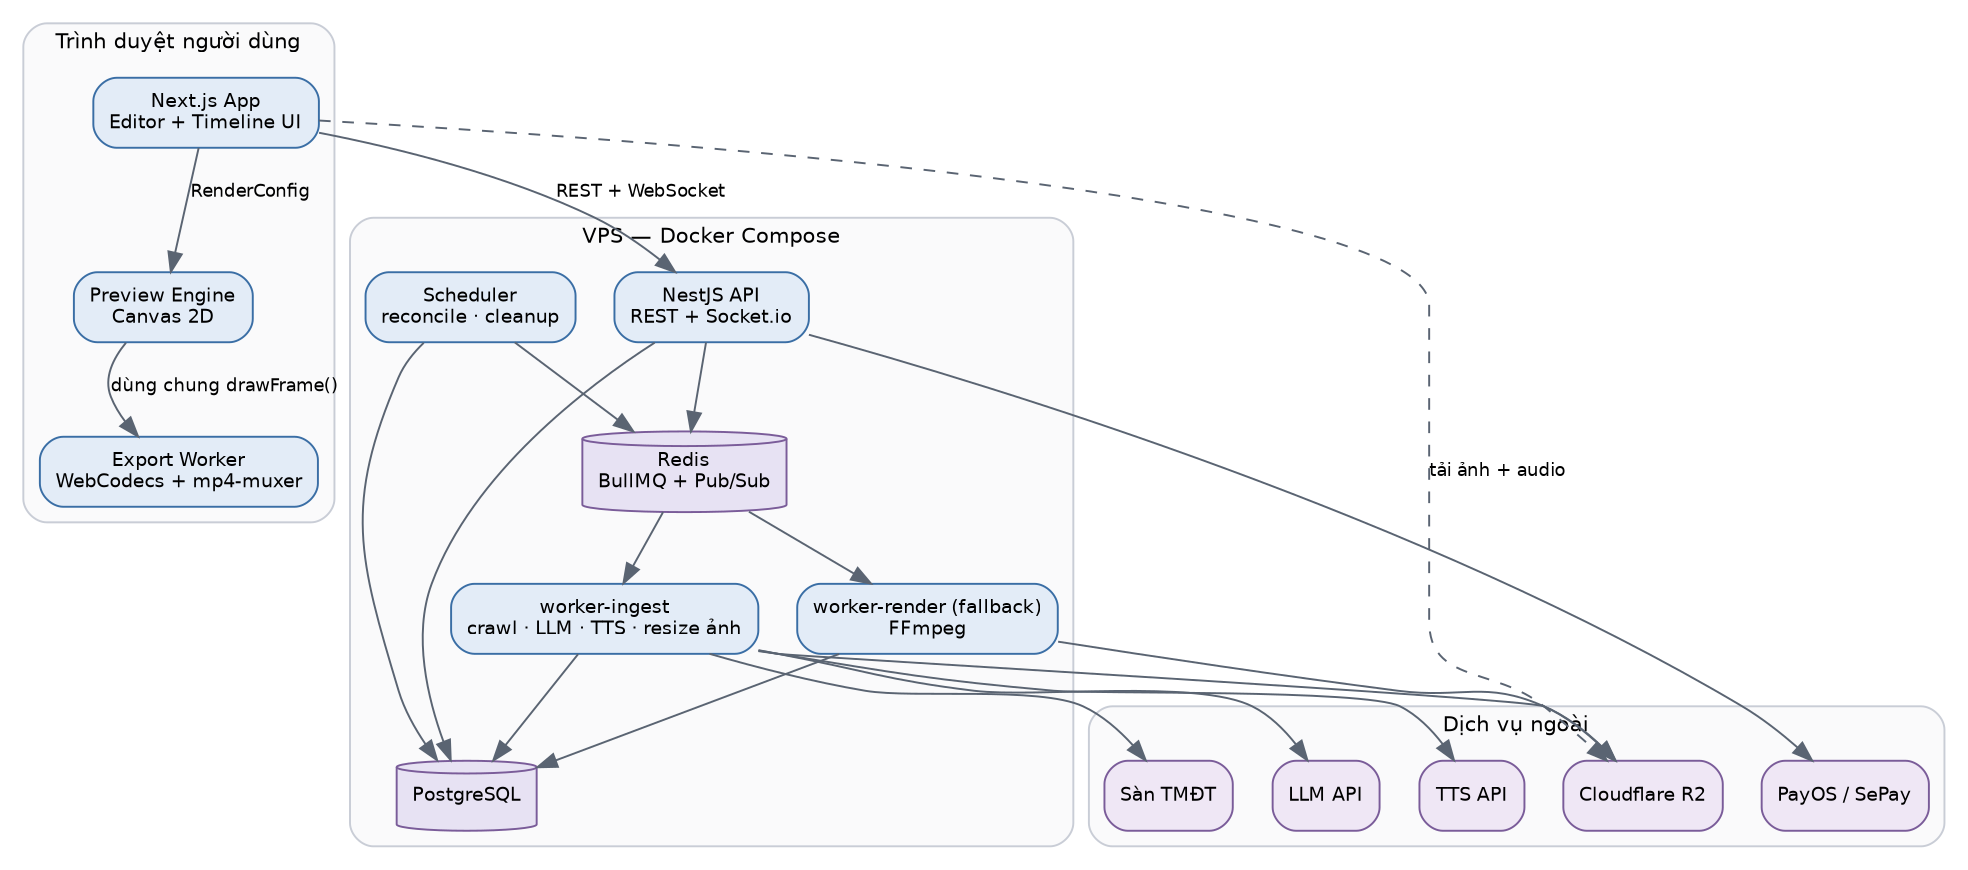 Trình duyệt người dùng
Next.js App
Editor + Timeline UI
RenderConfig
REST + WebSocket
VPS — Docker Compose
Preview Engine
Canvas 2D
Scheduler
reconcile · cleanup
NestJS API
REST + Socket.io
dùng chung drawFrame()
Export Worker
WebCodecs + mp4-muxer
Redis
BullMQ + Pub/Sub
tải ảnh + audio
worker-ingest
crawl · LLM · TTS · resize ảnh
worker-render (fallback)
FFmpeg
Dịch vụ ngoài
PostgreSQL
Sàn TMĐT
LLM API
TTS API
Cloudflare R2
PayOS / SePay